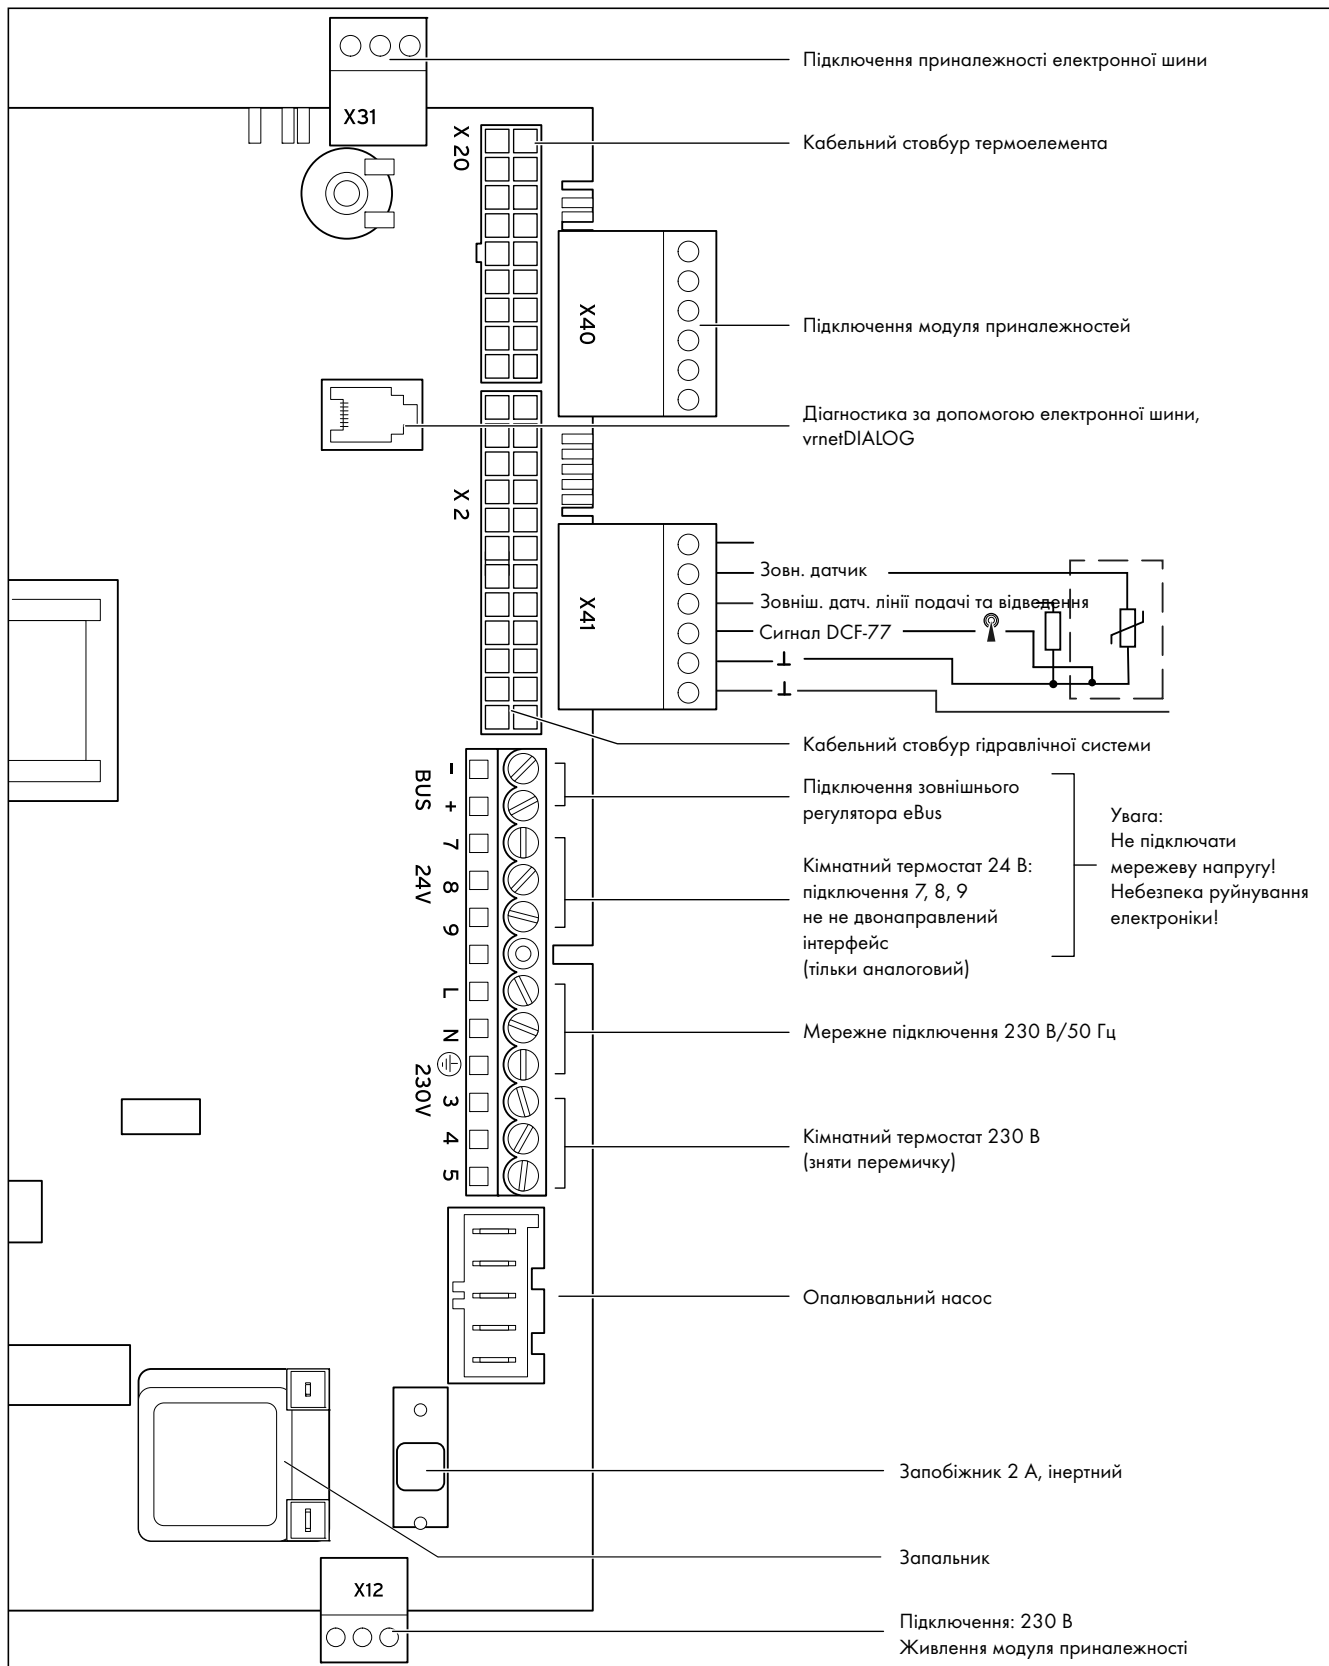 Підключення приналежності електронної шини
X31
X 20
Кабельний стовбур термоелемента
X40
Підключення модуля приналежностей
Діагностика за допомогою електронної шини,
vrnetDIALOG
X 2
X41
Зовн. датчик
Зовніш. датч. лінії подачі та відведення
Сигнал DCF-77
Кабельний стовбур гідравлічної системи
BUS
-
+
Підключення зовнішнього
регулятора eBus
24V
7
8
9
Кімнатний термостат 24 В:
підключення 7, 8, 9
не не двонаправлений
інтерфейс
(тільки аналоговий)
Увага:
Не підключати
мережеву напругу!
Небезпека руйнування
електроніки!
L
N
230V
Мережне підключення 230 В/50 Гц
3
4
5
Кімнатний термостат 230 В
(зняти перемичку)
Опалювальний насос
Запобіжник 2 А, інертний
Запальник
X12
Підключення: 230 В
Живлення модуля приналежності